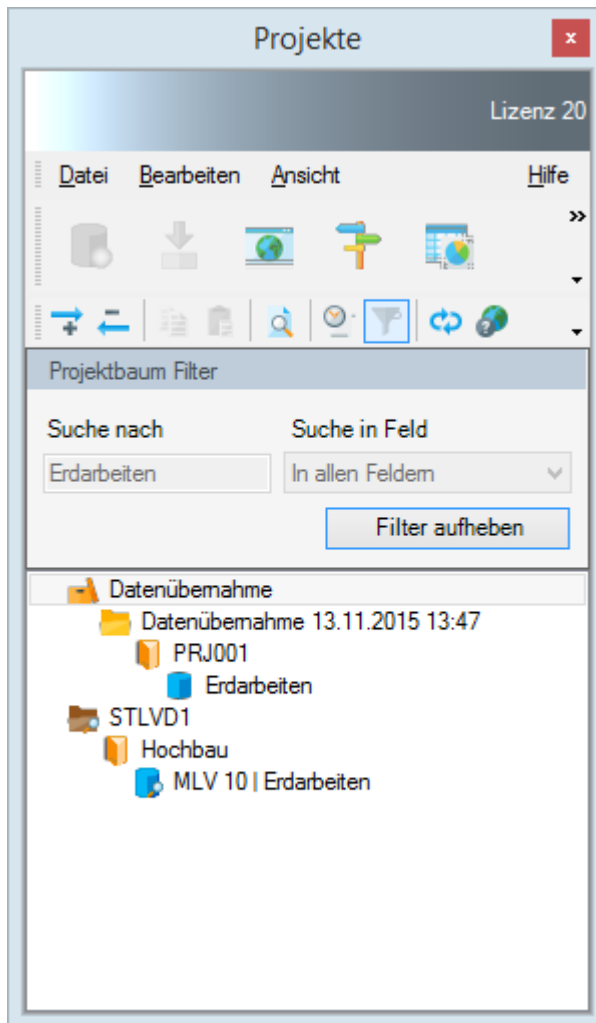 Projekte
x
Lizenz 20
Datei Bearbeiten Ansicht Hilfe
Projektbaum Filter
Suche nach Suche in Feld
Erdarbeiten In allen Feldern
Filter aufheben
Datenübernahme
Datenübernahme 13.11.2015 13:47
PRJ001
Erdarbeiten
STLVD1
Hochbau
MLV 10 | Erdarbeiten